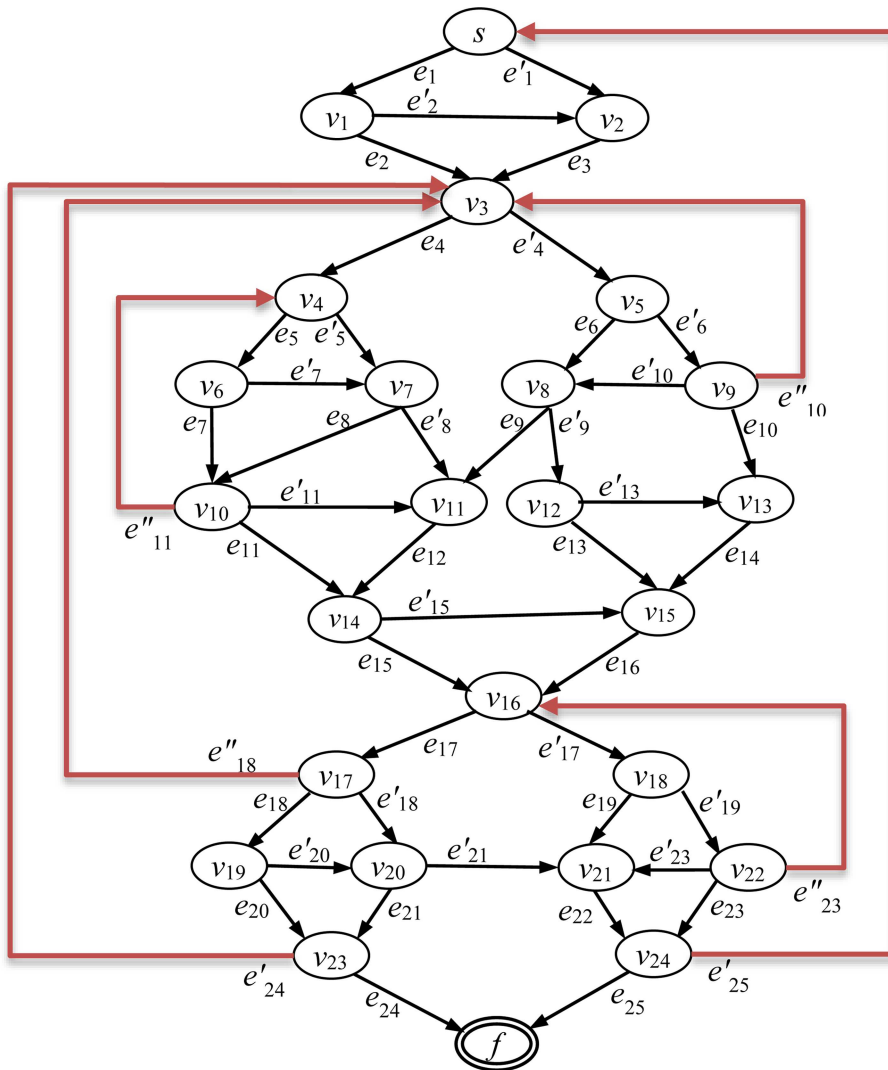 s
e1 e'1
v1 e'2 v2
e2 e3
v3
e4 e'4
v4 v5
e5 e'5 e6 e'6
v6 e'7 v7 v8 e'10 v9 e"10
e7 e8 e'8 e9 e'9 e10
v10 e'11 v11 v12 e'13 v13
e"11 e11 e12 e13 e14
v14 e'15 v15
e15 e16
v16
e"18 e17 e'17
v17 v18
e18 e'18 e19 e'19
v19 e'20 v20 e'21 v21 e'23 v22 e"23
e20 e21 e22 e23
e'24 v23 v24 e'25
e24 e25
f